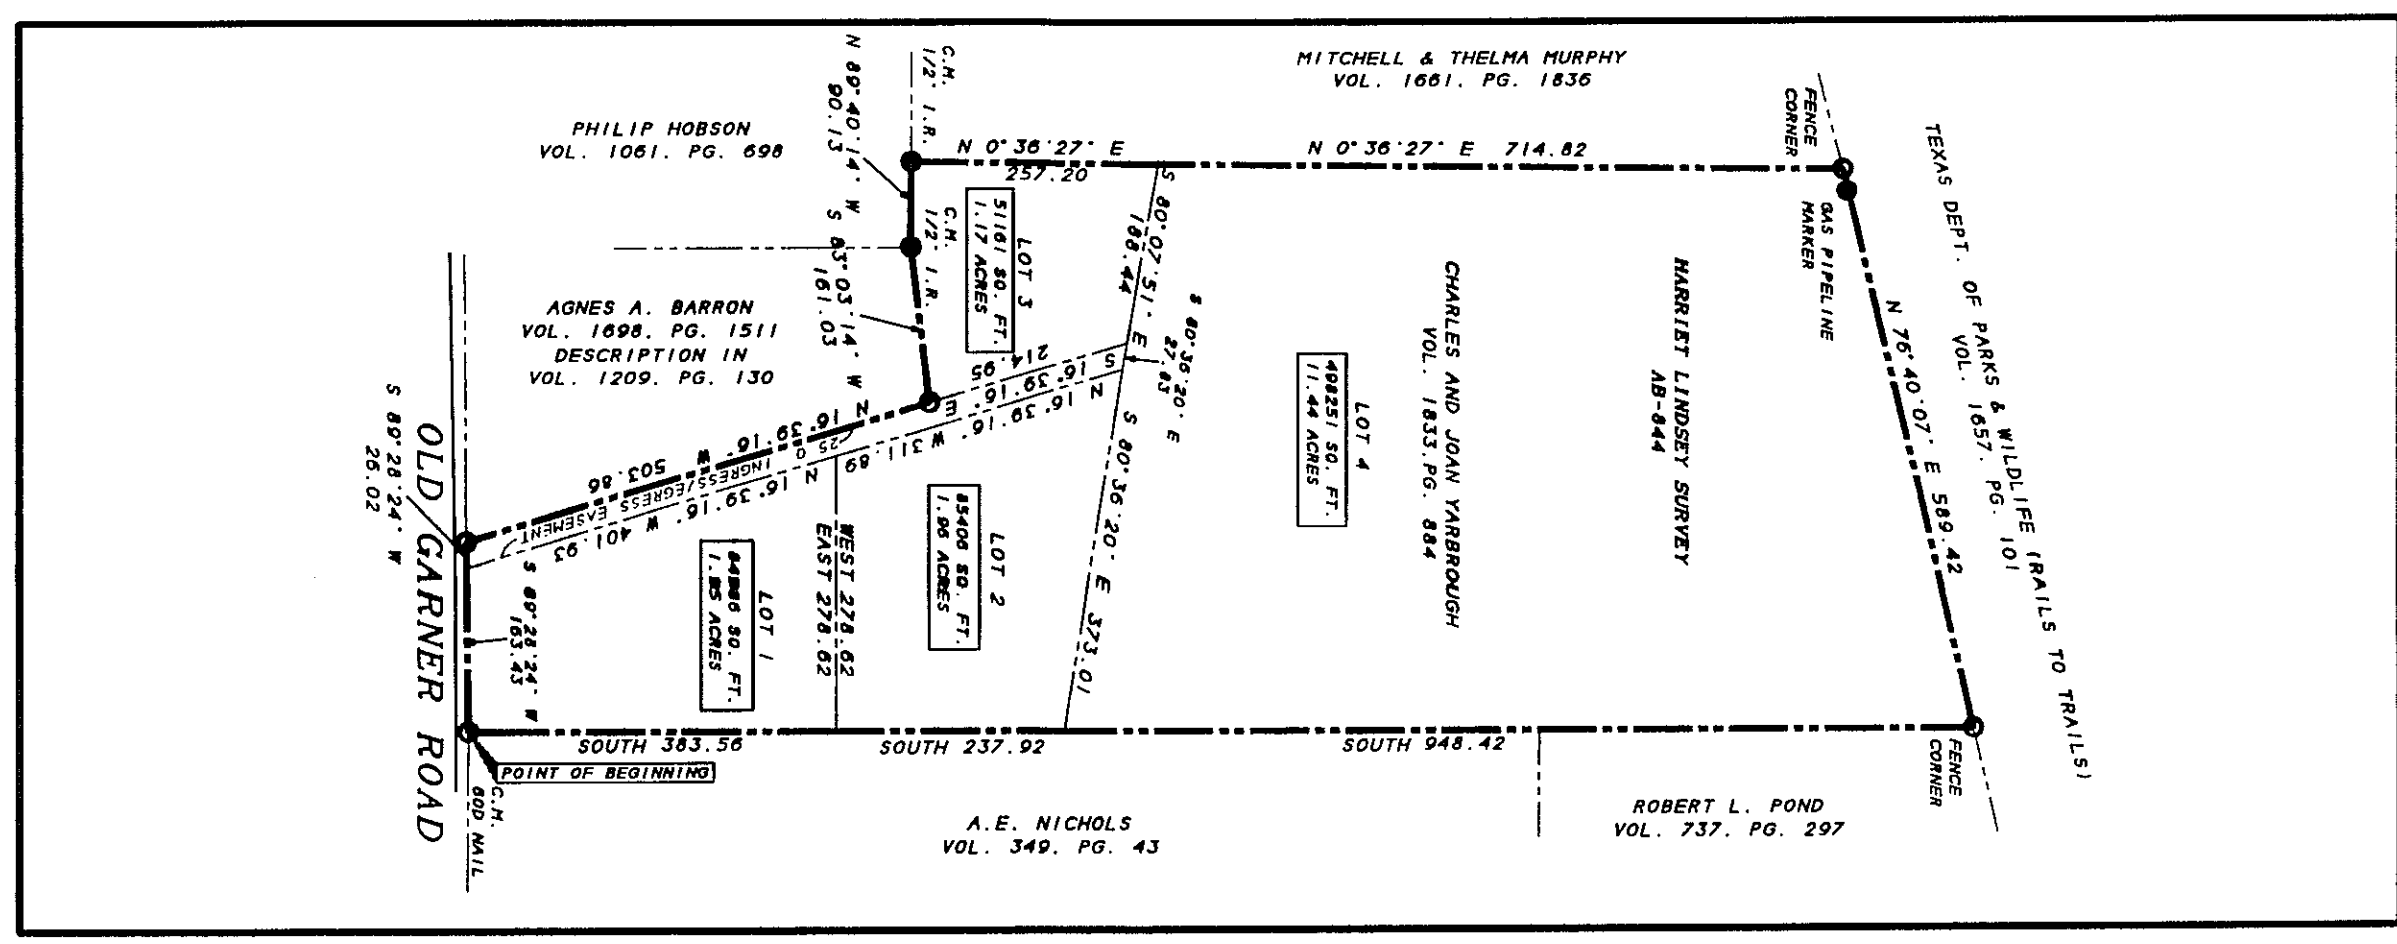 MITCHELL & THELMA MURPHY
VOL. 1661. PG. 1836
PHILIP HOBSON
VOL. 1061. PG. 698
N 89°40'14" W
90.13
C.M.
1/2" I.R.
N 0°36'27" E
257.20
N 0°36'27" E 714.82
FENCE
CORNER
GAS PIPELINE
MARKER
TEXAS DEPT. OF PARKS & WILDLIFE (RAILS TO TRAILS)
VOL. 1657. PG. 101
N 76°40'07" E 589.42
HARRIET LINDSEY SURVEY
AB-844
CHARLES AND JOAN YARBROUGH
VOL. 1833. PG. 884
LOT 4
498251 SQ. FT.
11.44 ACRES
S 80°07'51" E
188.44
S 80°36'20" E
27.83
S 80°36'20" E 373.01
LOT 3
51161 SQ. FT.
1.17 ACRES
C.M.
1/2" I.R.
S 83°03'14" W
161.03
AGNES A. BARRON
VOL. 1698. PG. 1511
DESCRIPTION IN
VOL. 1209. PG. 130
S 16°39'16" E
214.95
N 16°39'16" W 311.89
N 16°39'16" W
503.86
25.0 INGRESS/EGRESS EASEMENT
N 16°39'16" W 401.93
LOT 2
85406 SQ. FT.
1.96 ACRES
WEST 278.62
EAST 278.62
LOT 1
SQ. FT.
ACRES
S 89°28'24" W
163.43
S 89°28'24" W
26.02
OLD GARNER ROAD
SOUTH 383.56
SOUTH 237.92
SOUTH 948.42
POINT OF BEGINNING
C.M.
60D NAIL
A.E. NICHOLS
VOL. 349. PG. 43
ROBERT L. POND
VOL. 737. PG. 297
FENCE
CORNER